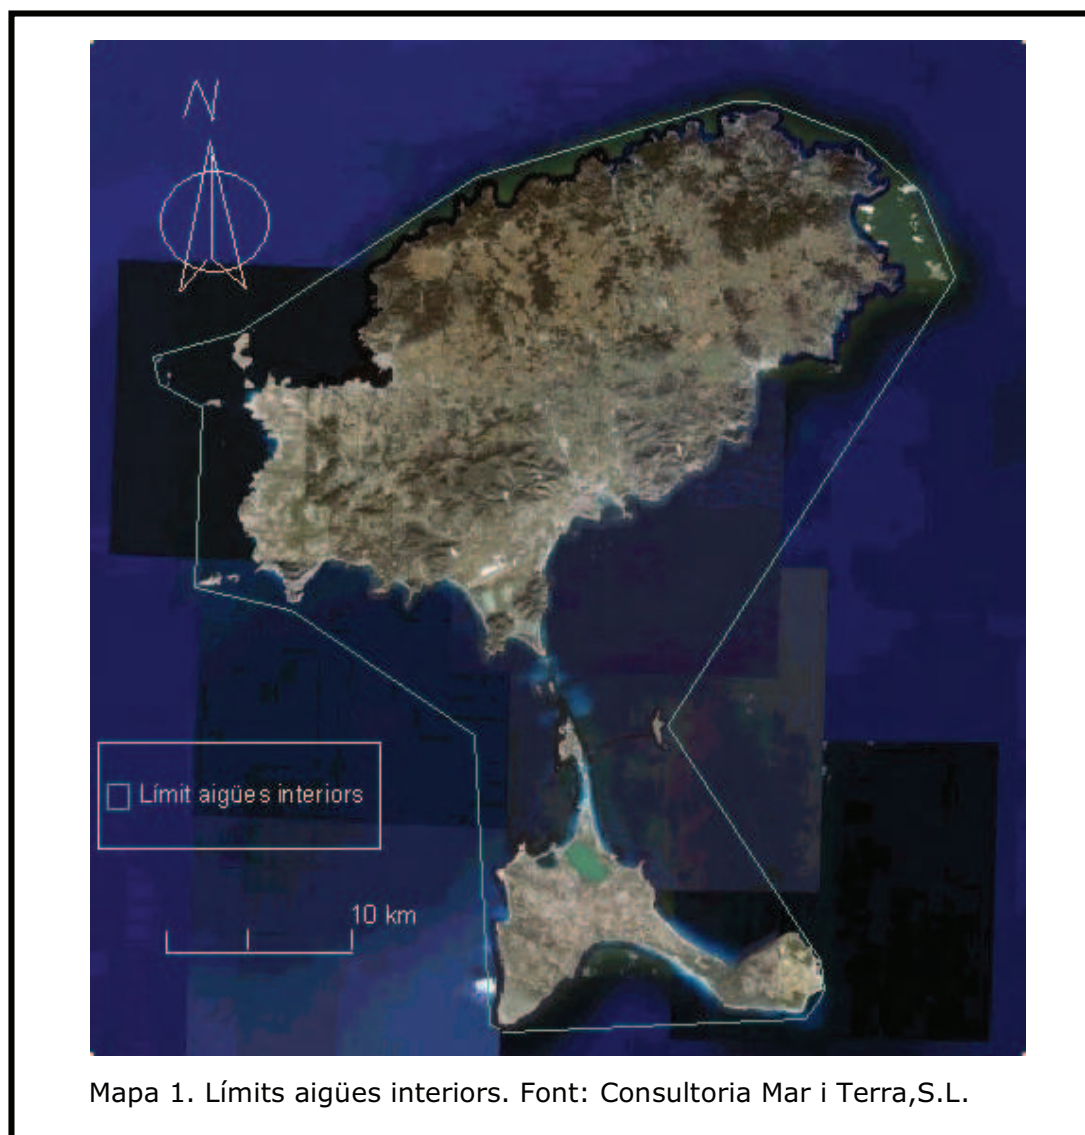 N
Límit aigües interiors
10 km
Mapa 1. Límits aigües interiors. Font: Consultoria Mar i Terra,S.L.